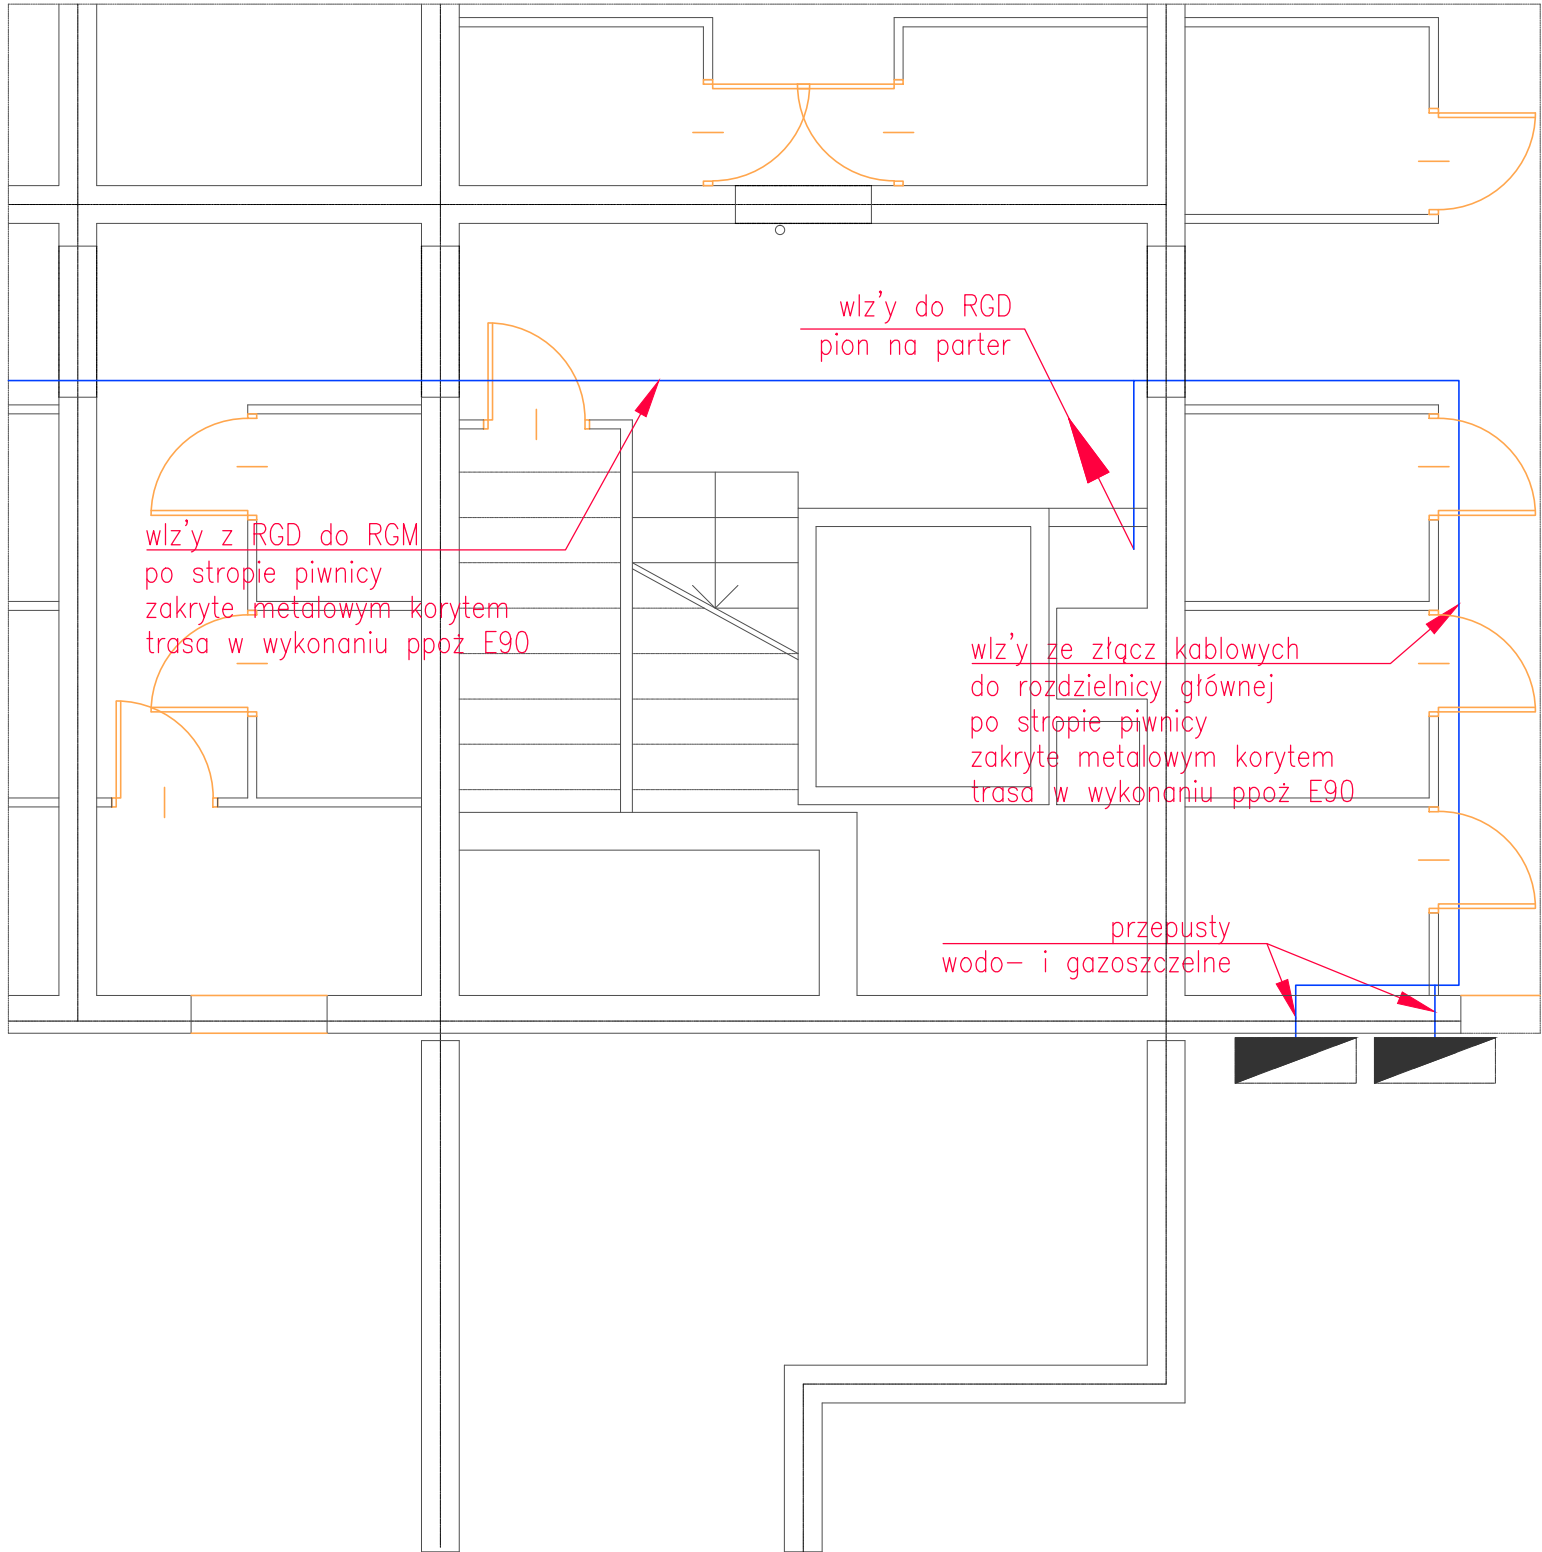 wlz'y do RGD
pion na parter
wlz'y z RGD do RGM
po stropie piwnicy
zakryte metalowym korytem
trasa w wykonaniu ppoż E90
wlz'y ze złącz kablowych
do rozdzielnicy głównej
po stropie piwnicy
zakryte metalowym korytem
trasa w wykonaniu ppoż E90
przepusty
wodo- i gazoszczelne